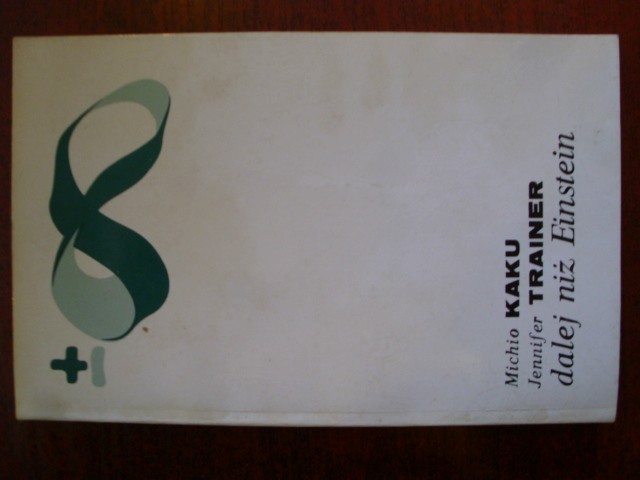 Michio KAKU
Jennifer TRAINER
dalej niż Einstein